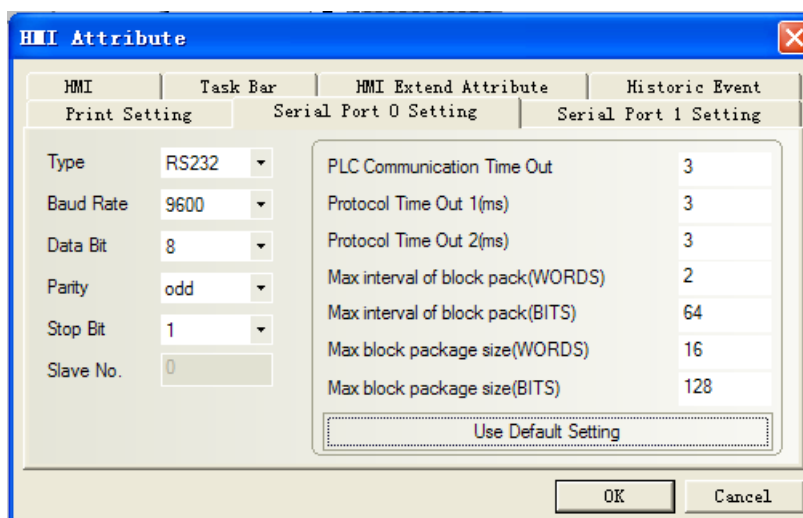 HMI Attribute
HMI Task Bar HMI Extend Attribute Historic Event
Print Setting Serial Port 0 Setting Serial Port 1 Setting
Type RS232
Baud Rate 9600
Data Bit 8
Parity odd
Stop Bit 1
Slave No. 0
PLC Communication Time Out 3
Protocol Time Out 1(ms) 3
Protocol Time Out 2(ms) 3
Max interval of block pack(WORDS) 2
Max interval of block pack(BITS) 64
Max block package size(WORDS) 16
Max block package size(BITS) 128
Use Default Setting
OK Cancel